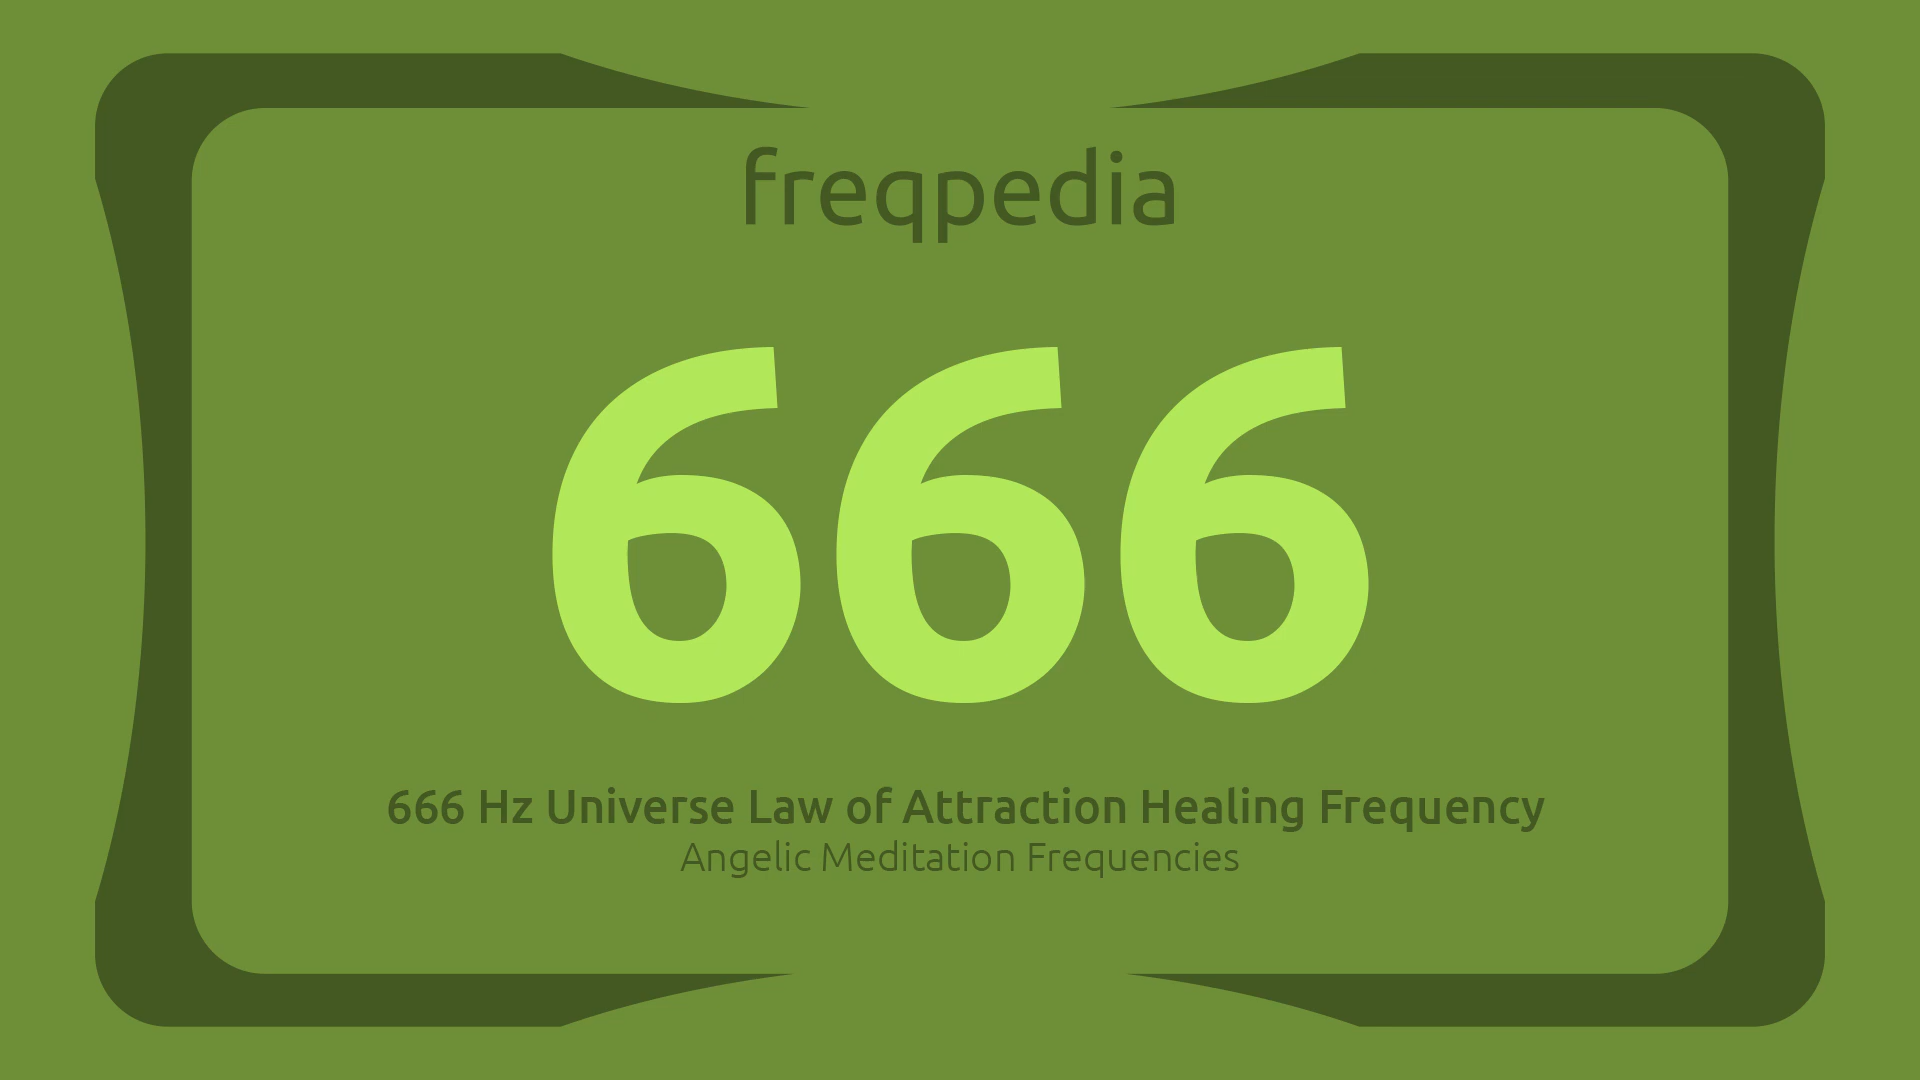 freqpedia
666
666 Hz Universe Law of Attraction Healing Frequency
Angelic Meditation Frequencies